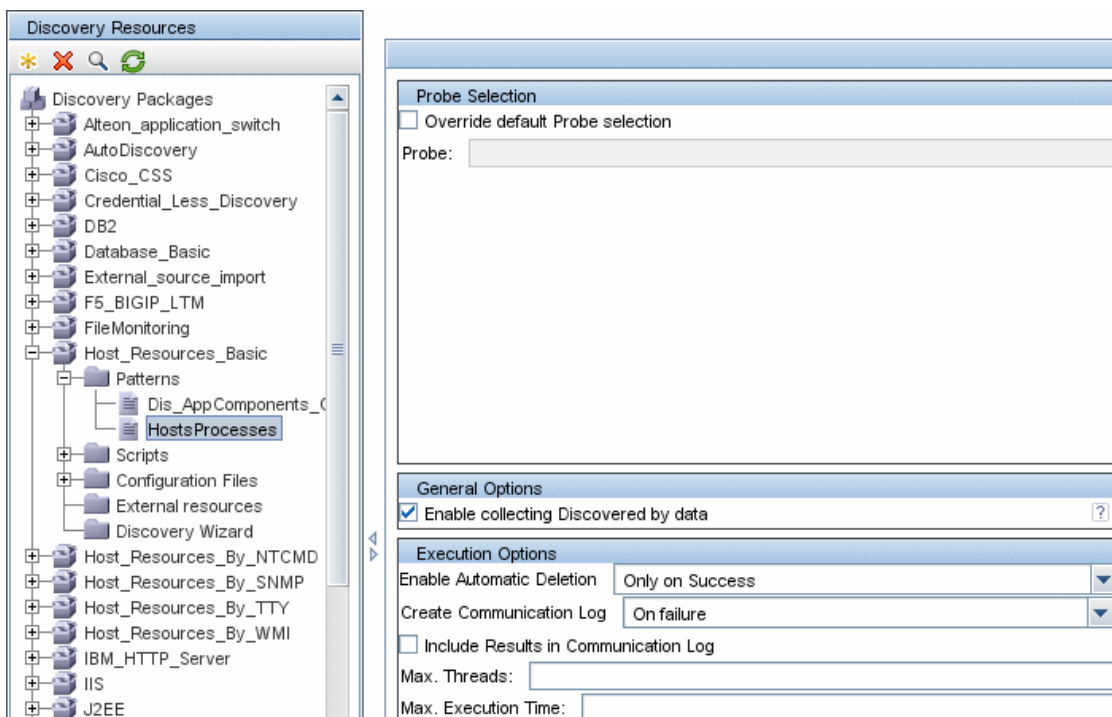 Discovery Resources
Discovery Packages
Alteon_application_switch
AutoDiscovery
Cisco_CSS
Credential_Less_Discovery
DB2
Database_Basic
External_source_import
F5_BIGIP_LTM
FileMonitoring
Host_Resources_Basic
Patterns
Dis_AppComponents_
HostsProcesses
Scripts
Configuration Files
External resources
Discovery Wizard
Host_Resources_By_NTCMD
Host_Resources_By_SNMP
Host_Resources_By_TTY
Host_Resources_By_WMI
IBM_HTTP_Server
IIS
J2EE
Probe Selection
Override default Probe selection
Probe:
General Options
Enable collecting Discovered by data
?
Execution Options
Enable Automatic Deletion Only on Success
Create Communication Log On failure
Include Results in Communication Log
Max. Threads:
Max. Execution Time: